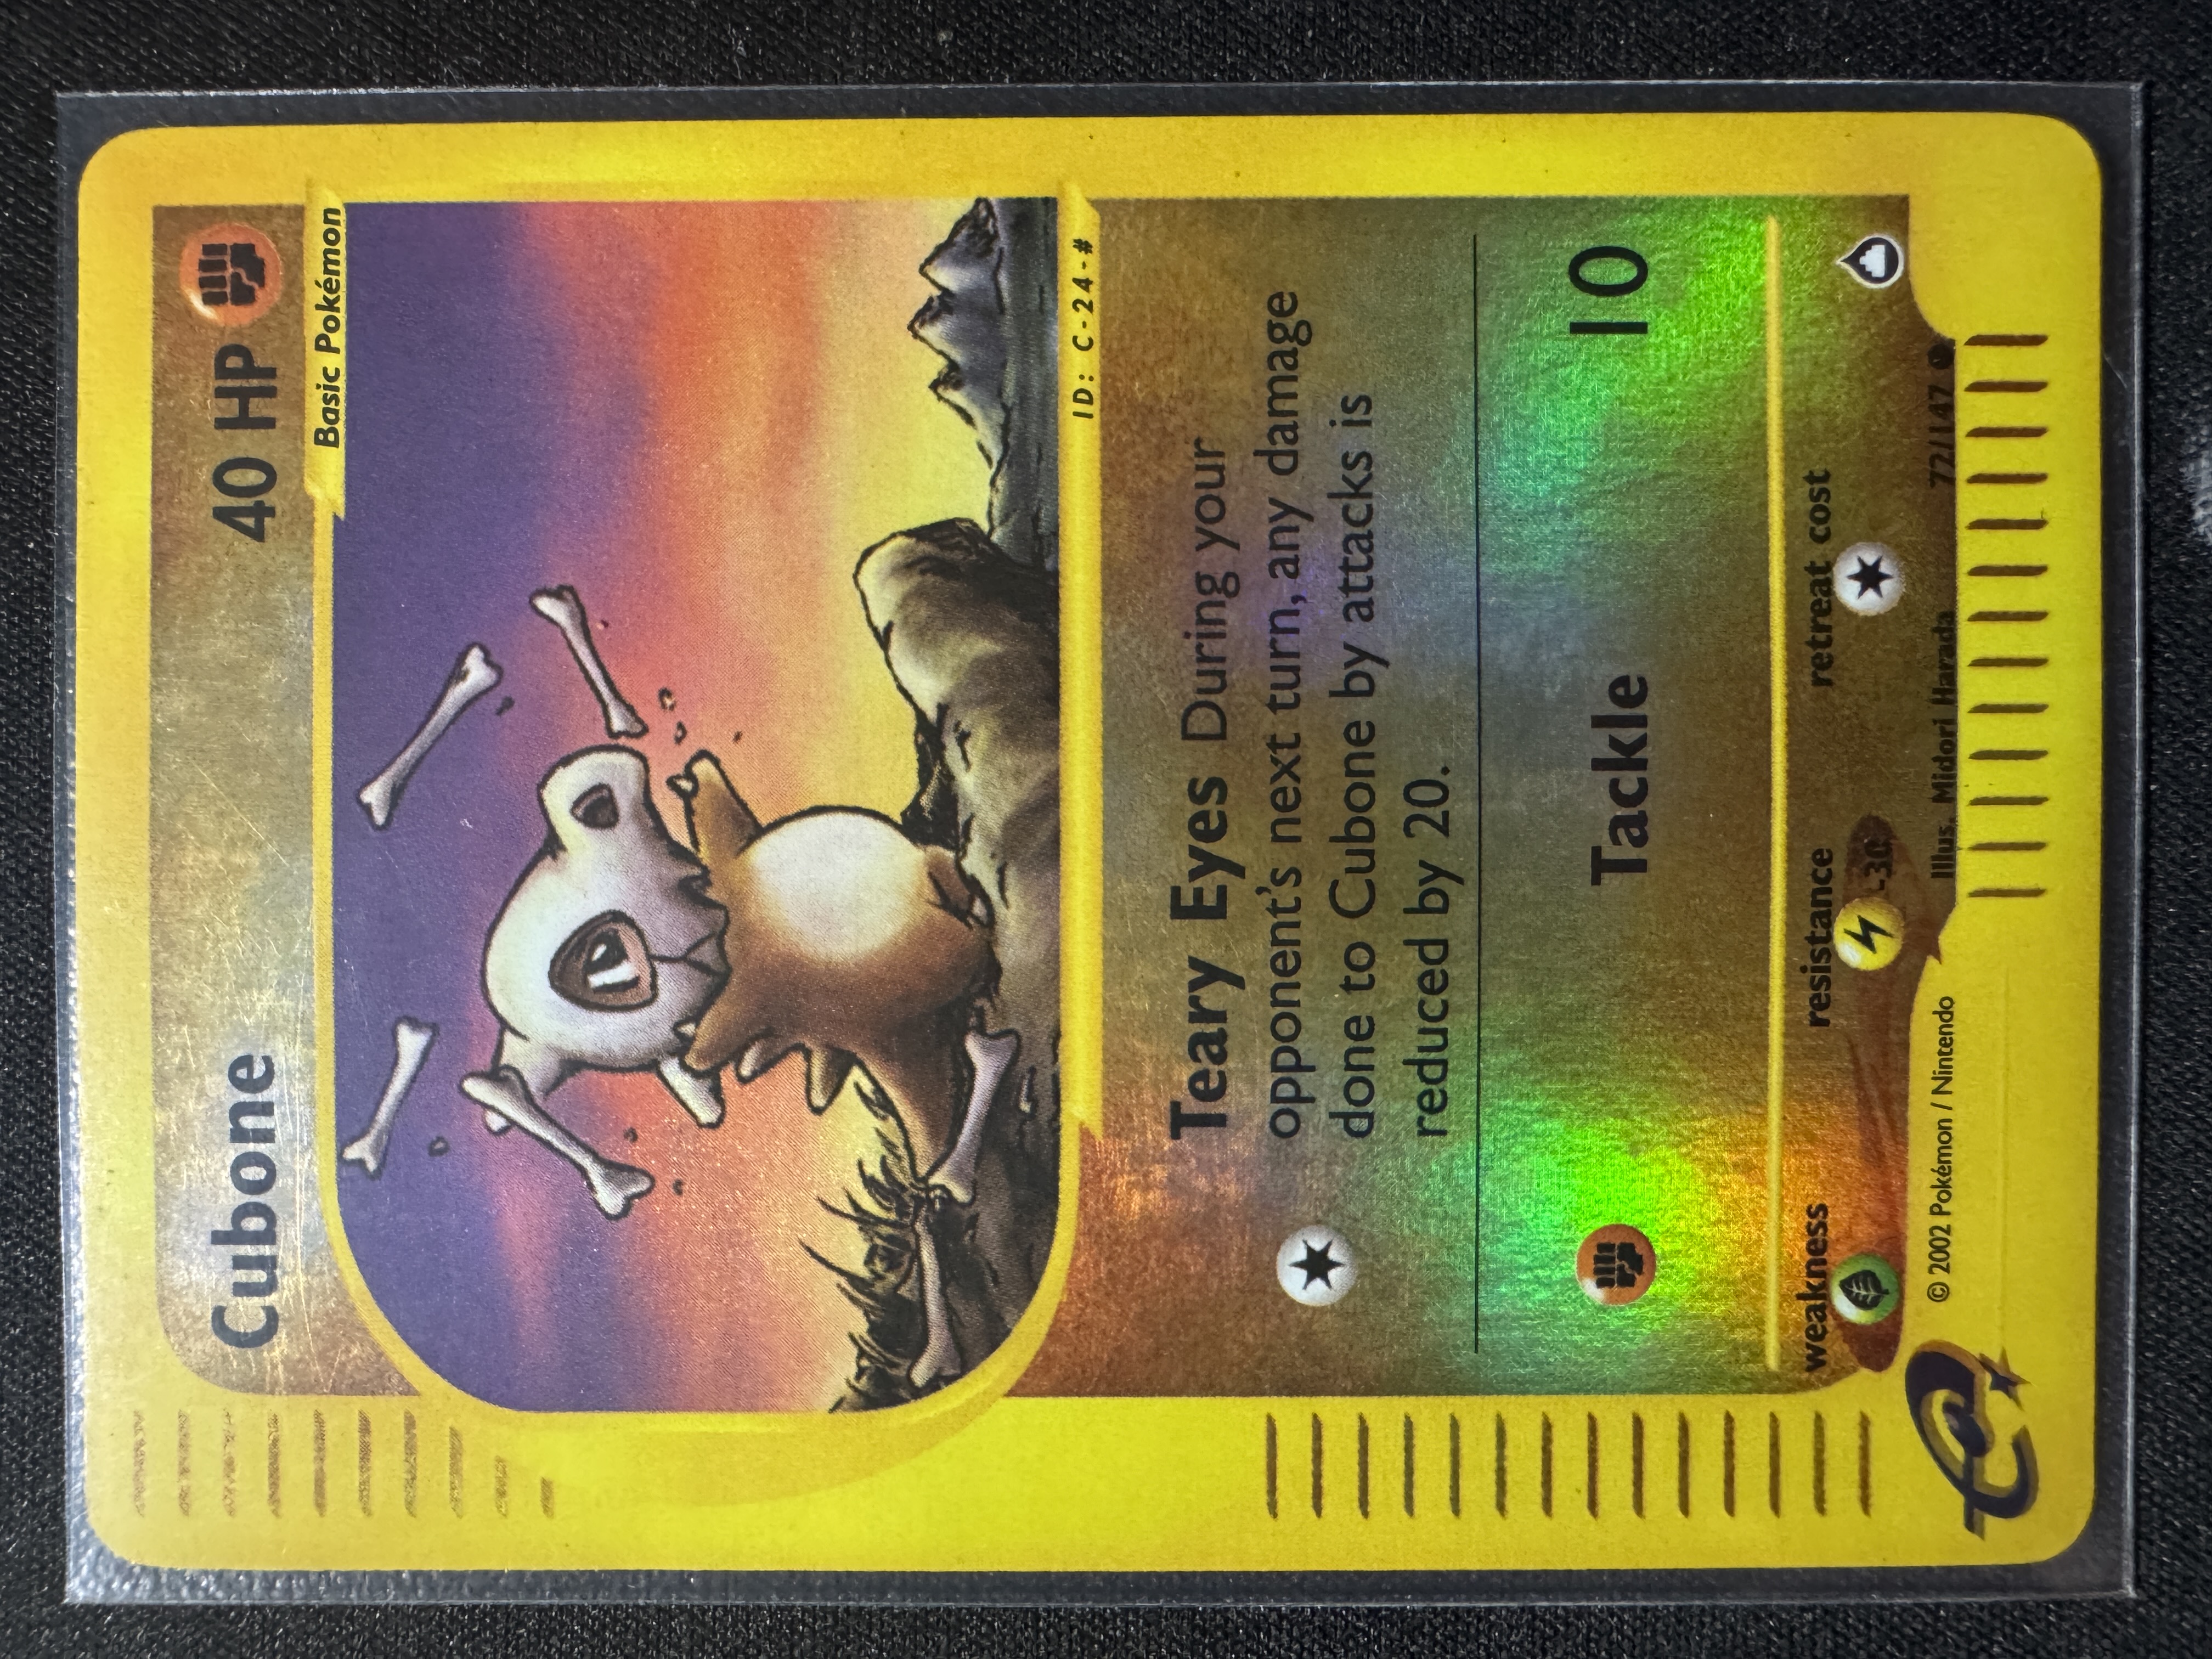 Cubone 40 HP
Basic Pokémon
ID: C-24-#
Teary Eyes During your
opponent's next turn, any damage
done to Cubone by attacks is
reduced by 20.
Tackle 10
weakness resistance retreat cost
-30
© 2002 Pokémon / Nintendo Illus. Midori Harada 72/147 ●
e